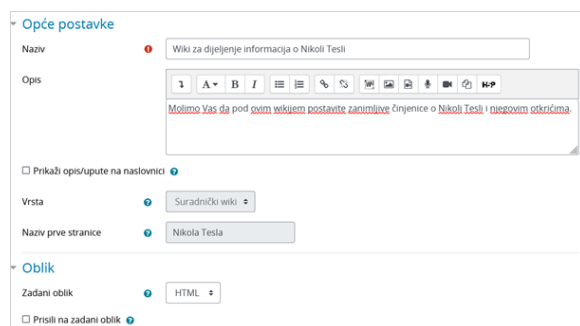 Opće postavke
Naziv
Wiki za dijeljenje informacija o Nikoli Tesli
Opis
A B I H-P
Molimo Vas da pod ovim wikijem postavite zanimljive činjenice o Nikoli Tesli i njegovim otkrićima.
Prikaži opis/upute na naslovnici
Vrsta Suradnički wiki
Naziv prve stranice Nikola Tesla
Oblik
Zadani oblik HTML
Prisili na zadani oblik